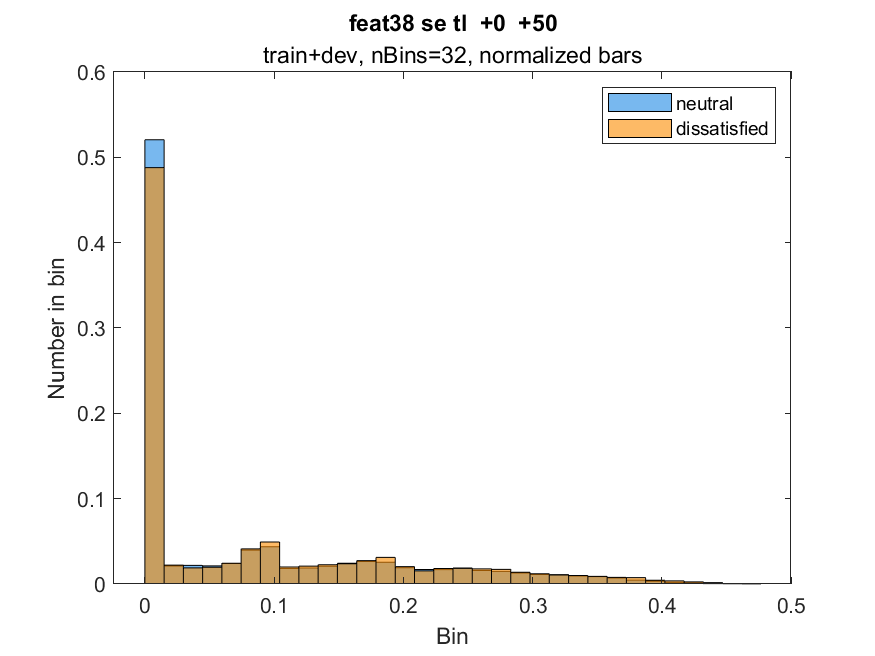 feat38 se tl  +0  +50
train+dev, nBins=32, normalized bars
neutral
dissatisfied
Number in bin
0.6
0.5
0.4
0.3
0.2
0.1
0
0
0.1
0.2
0.3
0.4
0.5
Bin